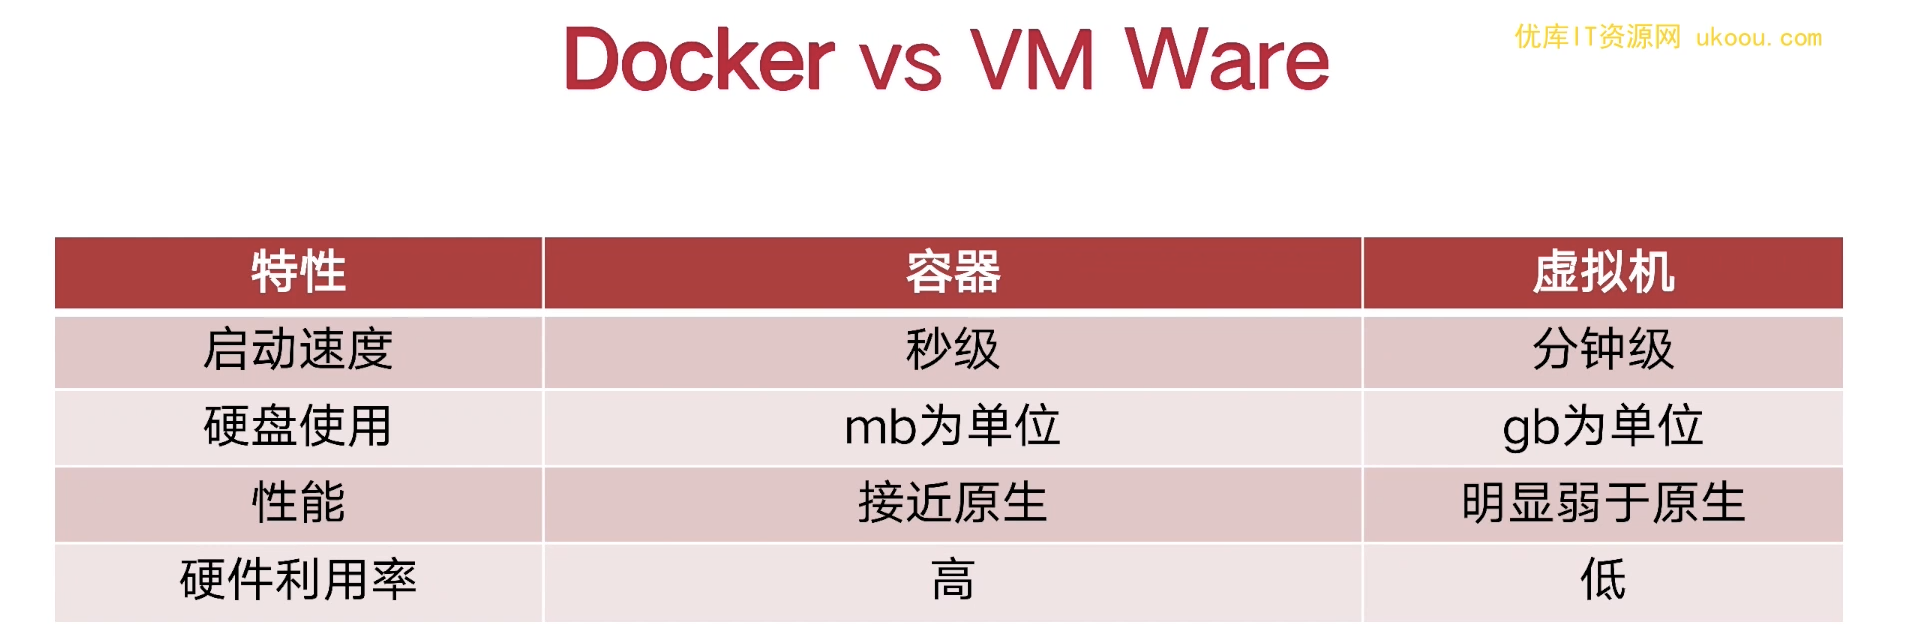 Docker vs VM Ware
优库IT资源网 ukoou.com
特性 容器 虚拟机
启动速度 秒级 分钟级
硬盘使用 mb为单位 gb为单位
性能 接近原生 明显弱于原生
硬件利用率 高 低